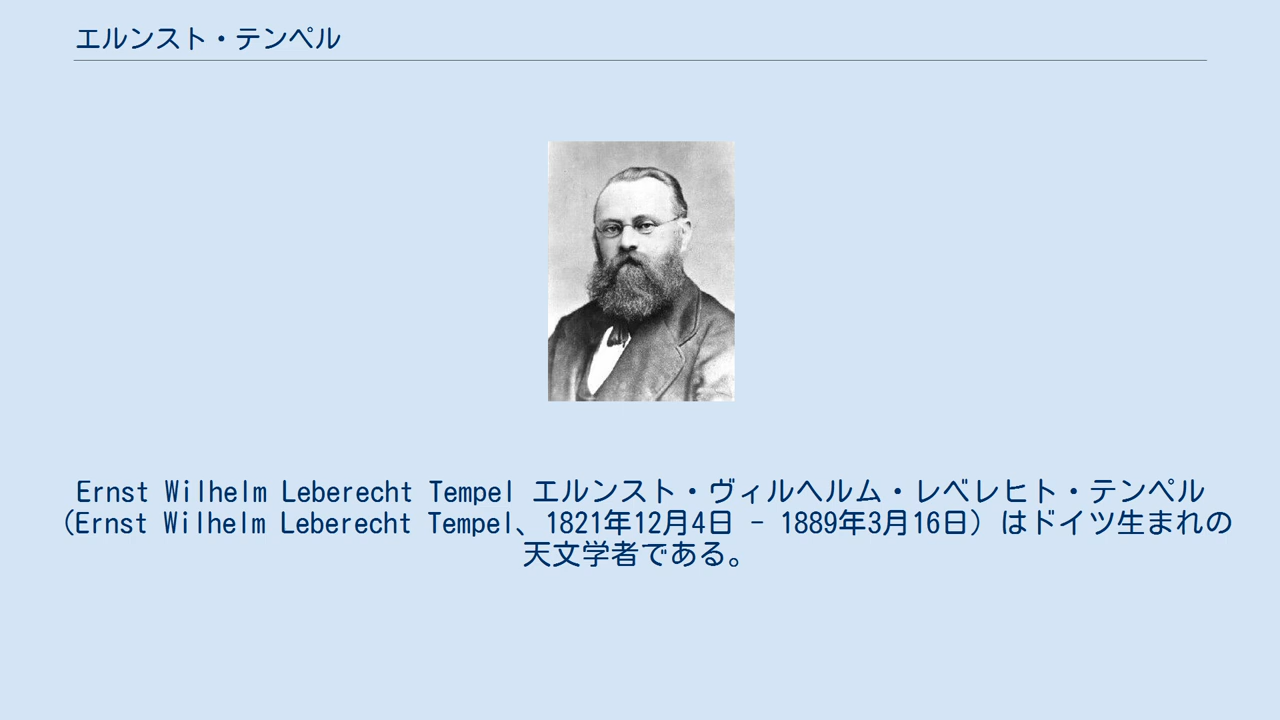 エルンスト・テンペル
Ernst Wilhelm Leberecht Tempel エルンスト・ヴィルヘルム・レベレヒト・テンペル
(Ernst Wilhelm Leberecht Tempel、1821年12月4日 - 1889年3月16日) はドイツ生まれの
天文学者である。